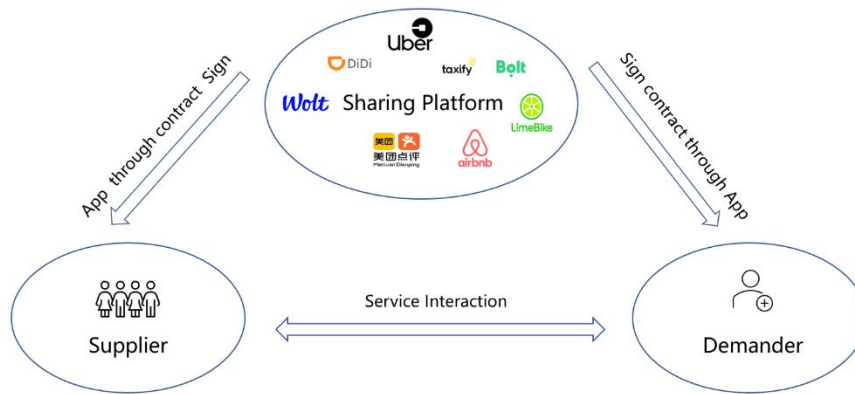 Uber
DiDi
taxify
Bolt
Wolt
Sharing Platform
LimeBike
美团
美团点评
Meituan Dianping
airbnb
App through contract Sign
Sign contract through App
Supplier
Service Interaction
Demander